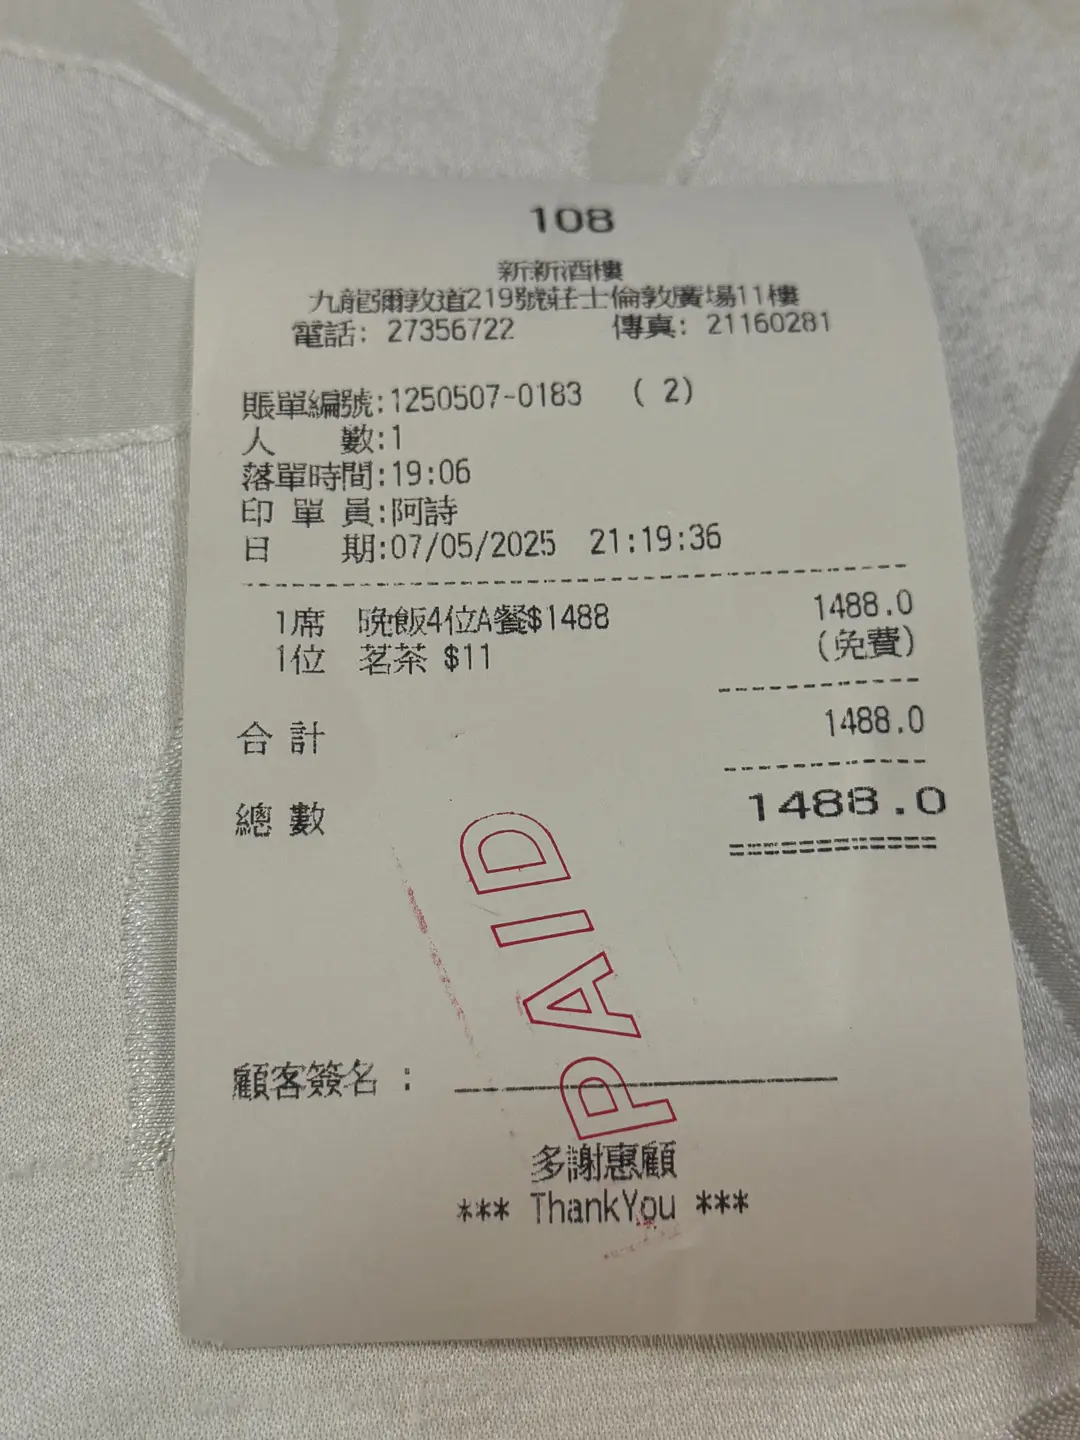 108
新新酒樓
九龍彌敦道219號莊士倫敦廣場11樓
電話: 27356722 傳真: 21160281
賬單編號:1250507-0183 ( 2)
人 數:1
落單時間:19:06
印 單 員:阿詩
日 期:07/05/2025 21:19:36
1席 晚飯4位A餐$1488 1488.0
1位 茗茶 $11 (免費)
合 計 1488.0
總 數 1488.0
PAID
顧客簽名 :
多謝惠顧
*** ThankYou ***